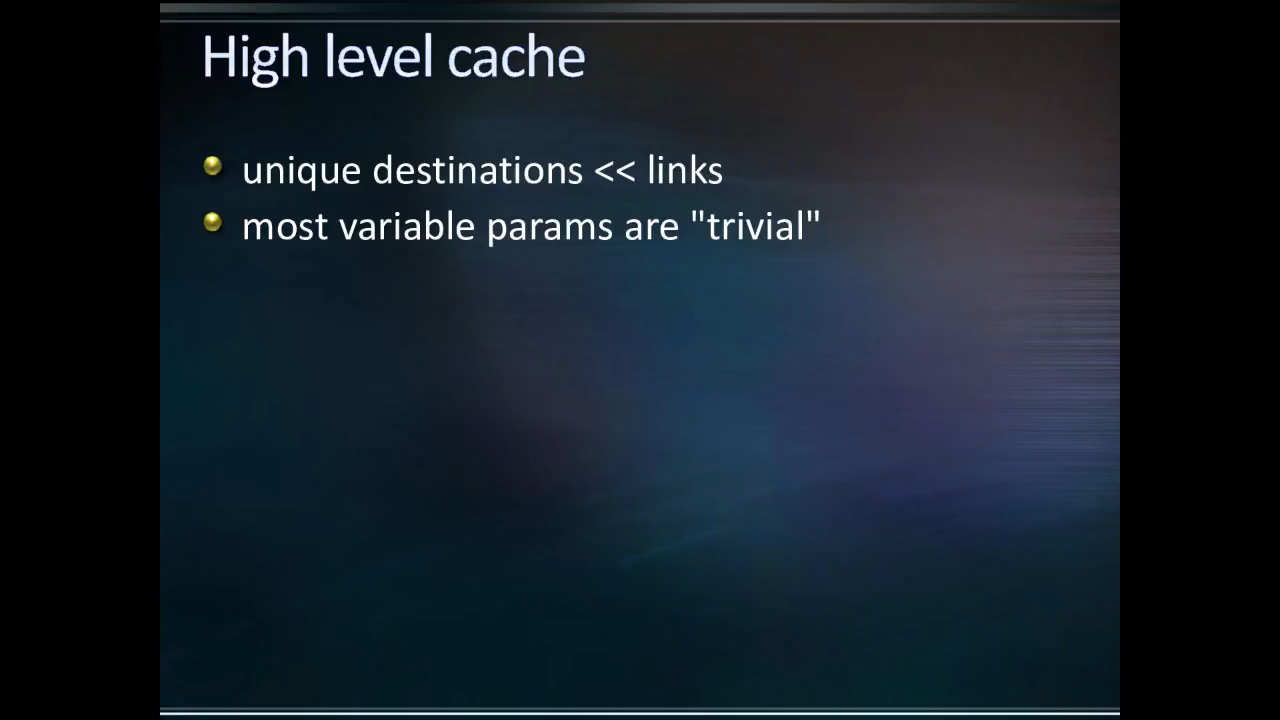 High level cache
unique destinations << links
most variable params are "trivial"